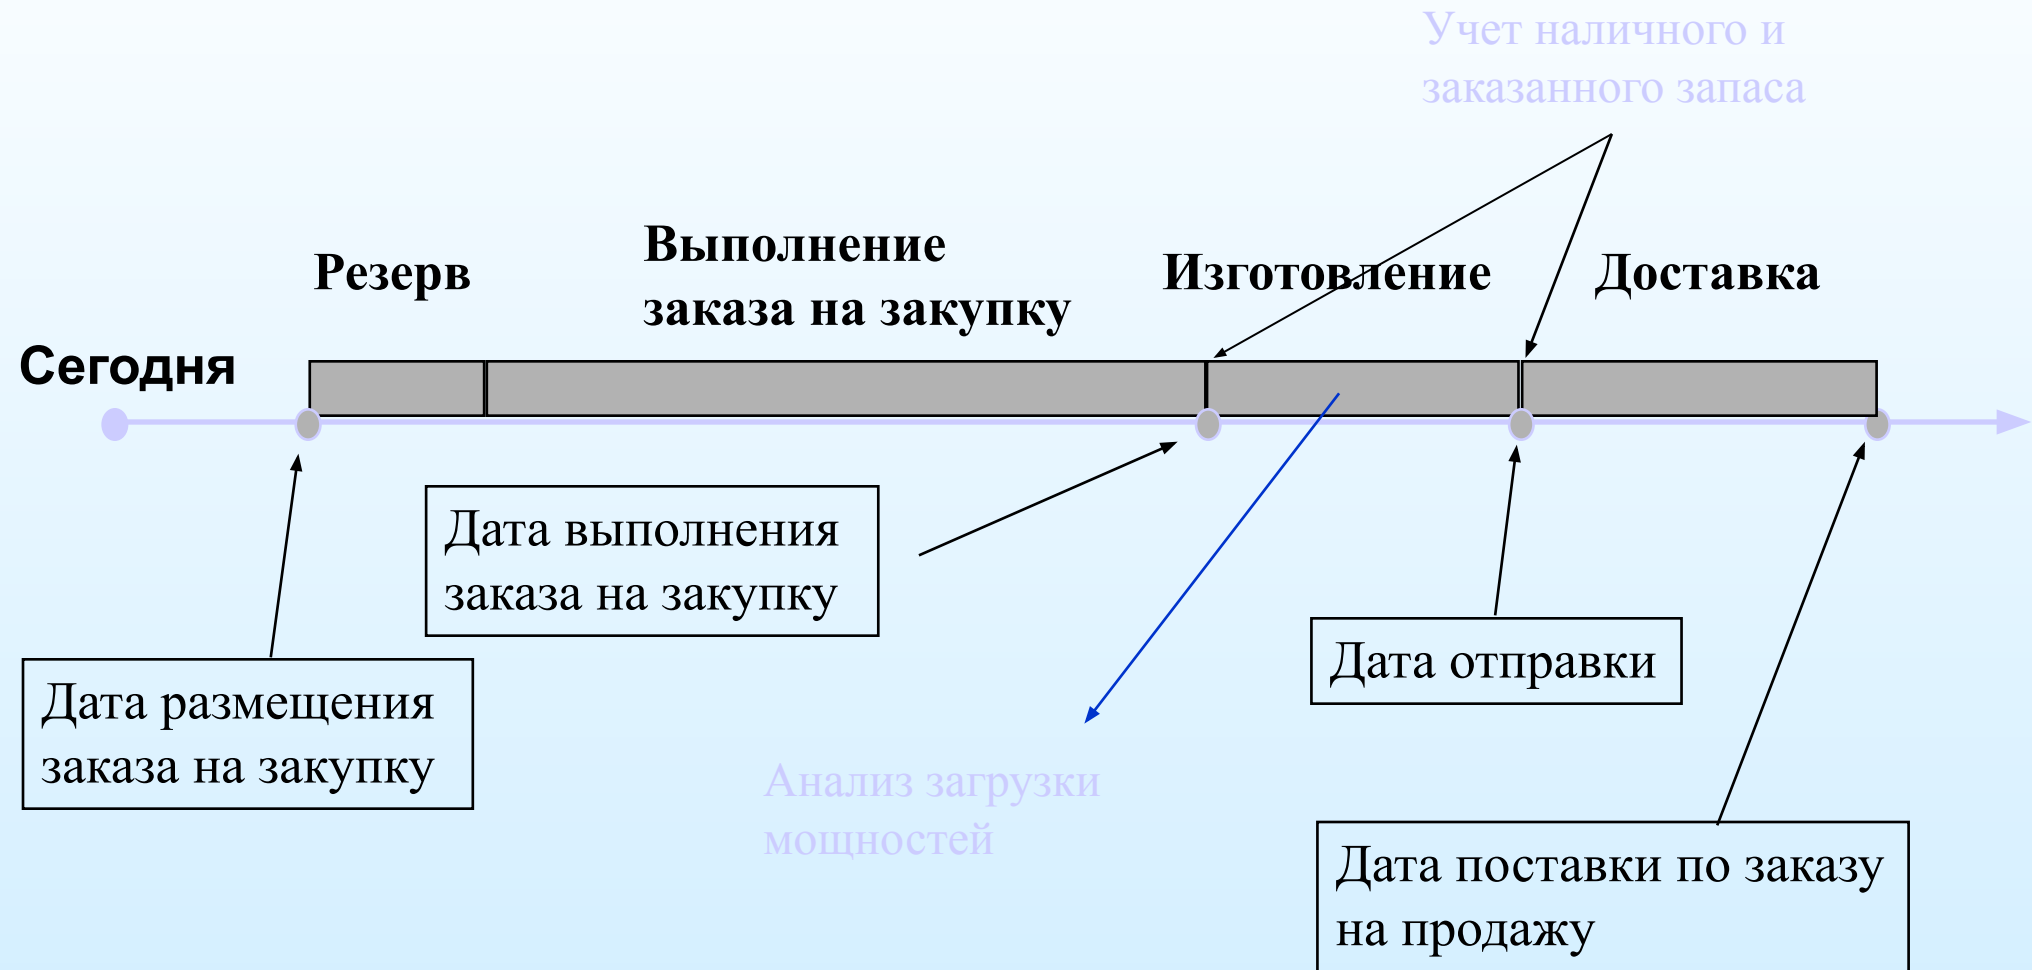 Учет наличного и
заказанного запаса
Резерв
Выполнение
заказа на закупку
Изготовление
Доставка
Сегодня
Дата выполнения
заказа на закупку
Дата размещения
заказа на закупку
Дата отправки
Анализ загрузки
мощностей
Дата поставки по заказу
на продажу